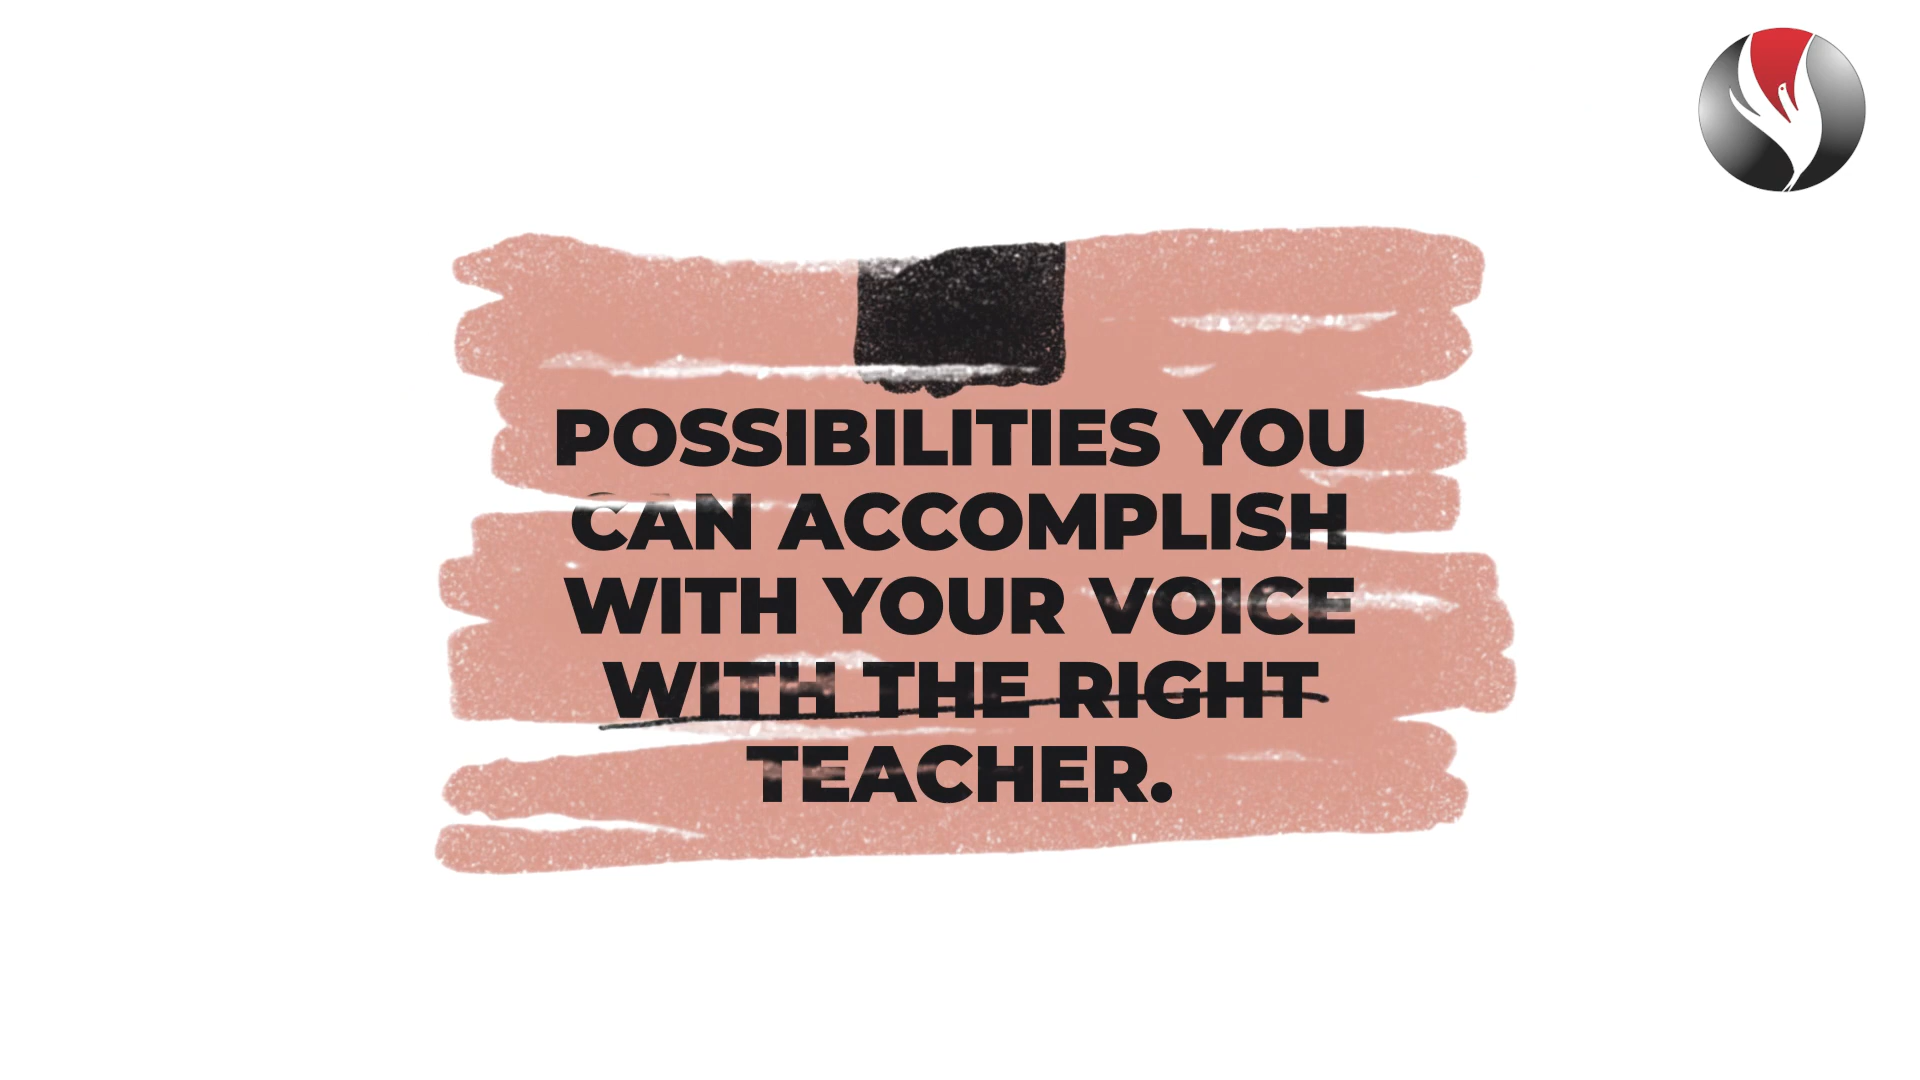 POSSIBILITIES YOU
CAN ACCOMPLISH
WITH YOUR VOICE
WITH THE RIGHT
TEACHER.